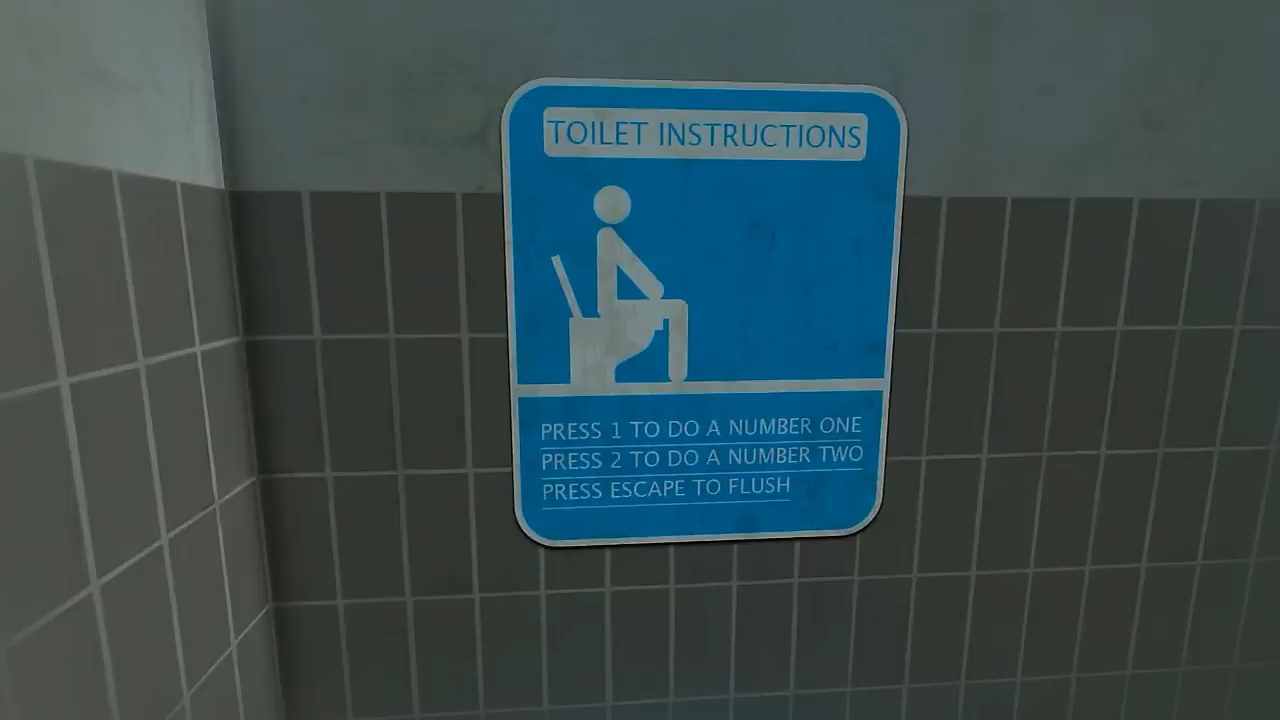 TOILET INSTRUCTIONS
PRESS 1 TO DO A NUMBER ONE
PRESS 2 TO DO A NUMBER TWO
PRESS ESCAPE TO FLUSH